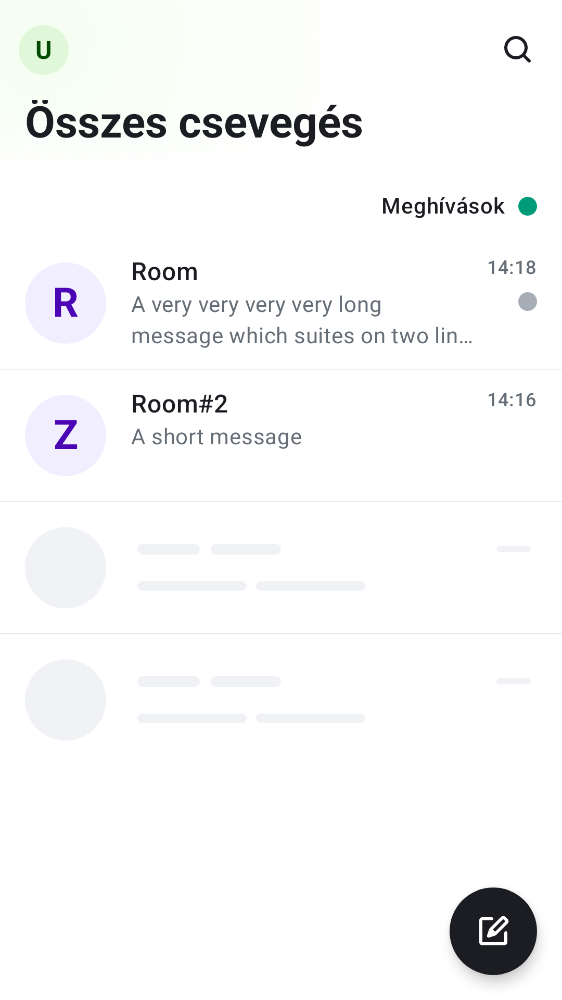 U
Összes csevegés
Meghívások
Room
14:18
A very very very very long
message which suites on two lin…
R
Room#2
14:16
A short message
Z